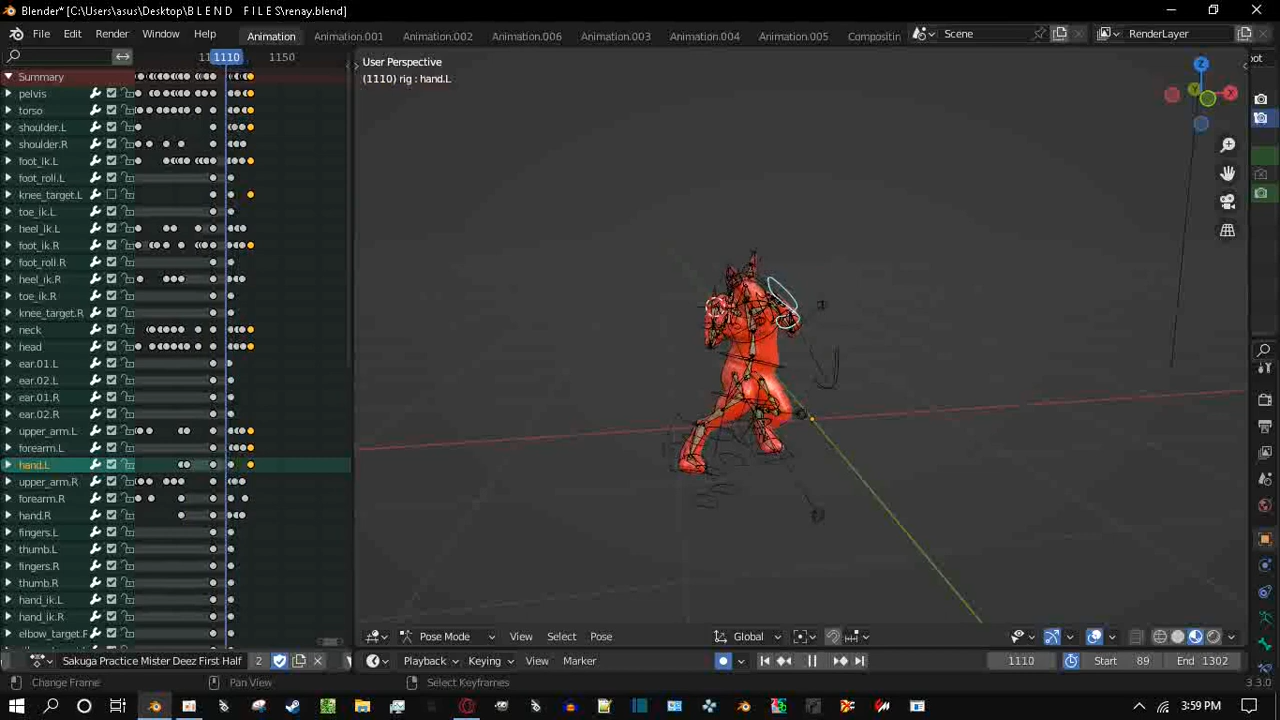 Blender* [C:\Users\asus\Desktop\B L E N D   F I L E S\renay.blend]
File Edit Render Window Help Animation Animation.001 Animation.002 Animation.006 Animation.003 Animation.004 Animation.005 Compositin Scene RenderLayer
1110 1150
User Perspective
(1110) rig : hand.L
Summary
pelvis
torso
shoulder.L
shoulder.R
foot_ik.L
foot_roll.L
knee_target.L
toe_ik.L
heel_ik.L
foot_ik.R
foot_roll.R
heel_ik.R
toe_ik.R
knee_target.R
neck
head
ear.01.L
ear.02.L
ear.01.R
ear.02.R
upper_arm.L
forearm.L
hand.L
upper_arm.R
forearm.R
hand.R
fingers.L
thumb.L
fingers.R
thumb.R
hand_ik.L
hand_ik.R
elbow_target.F
Z
X
Y
Pose Mode View Select Pose Global
Sakuga Practice Mister Deez First Half 2 Playback Keying View Marker 1110 Start 89 End 1302
Change Frame Pan View Select Keyframes 3.3.0
3:59 PM